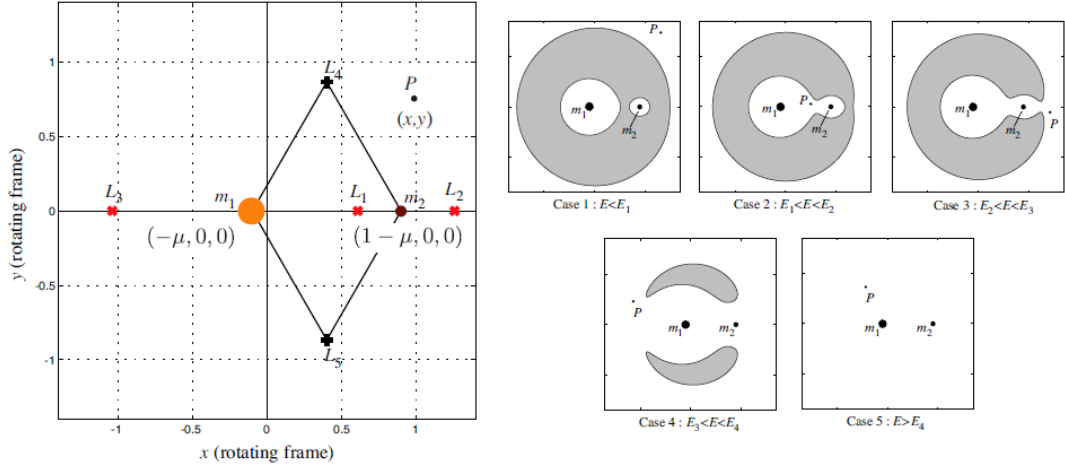 1
0.5
0
-0.5
-1
-1
0
0.5
1
y (rotating frame)
x (rotating frame)
L4
P
(x,y)
L3
m1
L1
m2
L2
(−μ, 0, 0)
(1 − μ, 0, 0)
L5
P
m1
m2
Case 1 : E<E1
P
m1
m2
Case 2 : E1<E<E2
m1
m2
P
Case 3 : E2<E<E3
P
m1
m2
Case 4 : E3<E<E4
P
m1
m2
Case 5 : E>E4